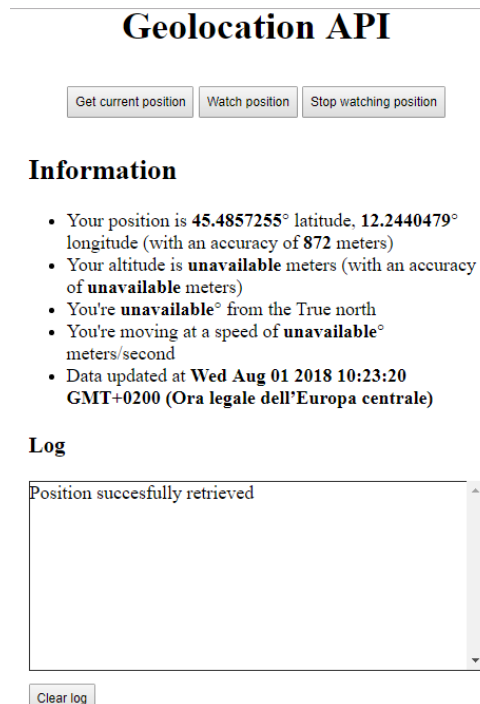 Geolocation API
Get current position Watch position Stop watching position
Information
• Your position is 45.4857255° latitude, 12.2440479°
longitude (with an accuracy of 872 meters)
• Your altitude is unavailable meters (with an accuracy
of unavailable meters)
• You're unavailable° from the True north
• You're moving at a speed of unavailable°
meters/second
• Data updated at Wed Aug 01 2018 10:23:20
GMT+0200 (Ora legale dell’Europa centrale)
Log
Position succesfully retrieved
Clear log